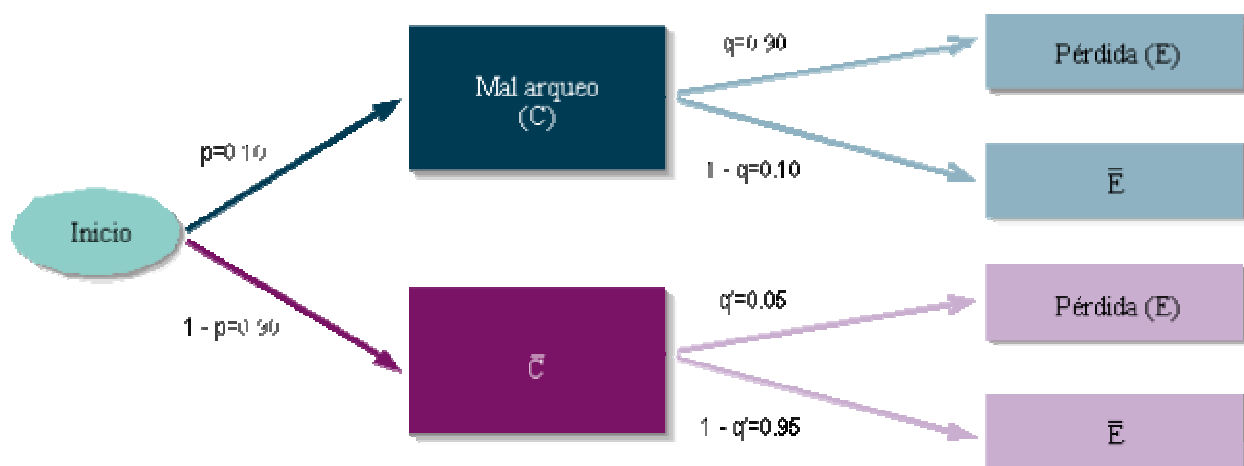 Inicio
p=0.10
1 - p=0.90
Mal arqueo
(C)
C̅
q=0.90
1 - q=0.10
q'=0.05
1 - q'=0.95
Pérdida (E)
E̅
Pérdida (E)
E̅